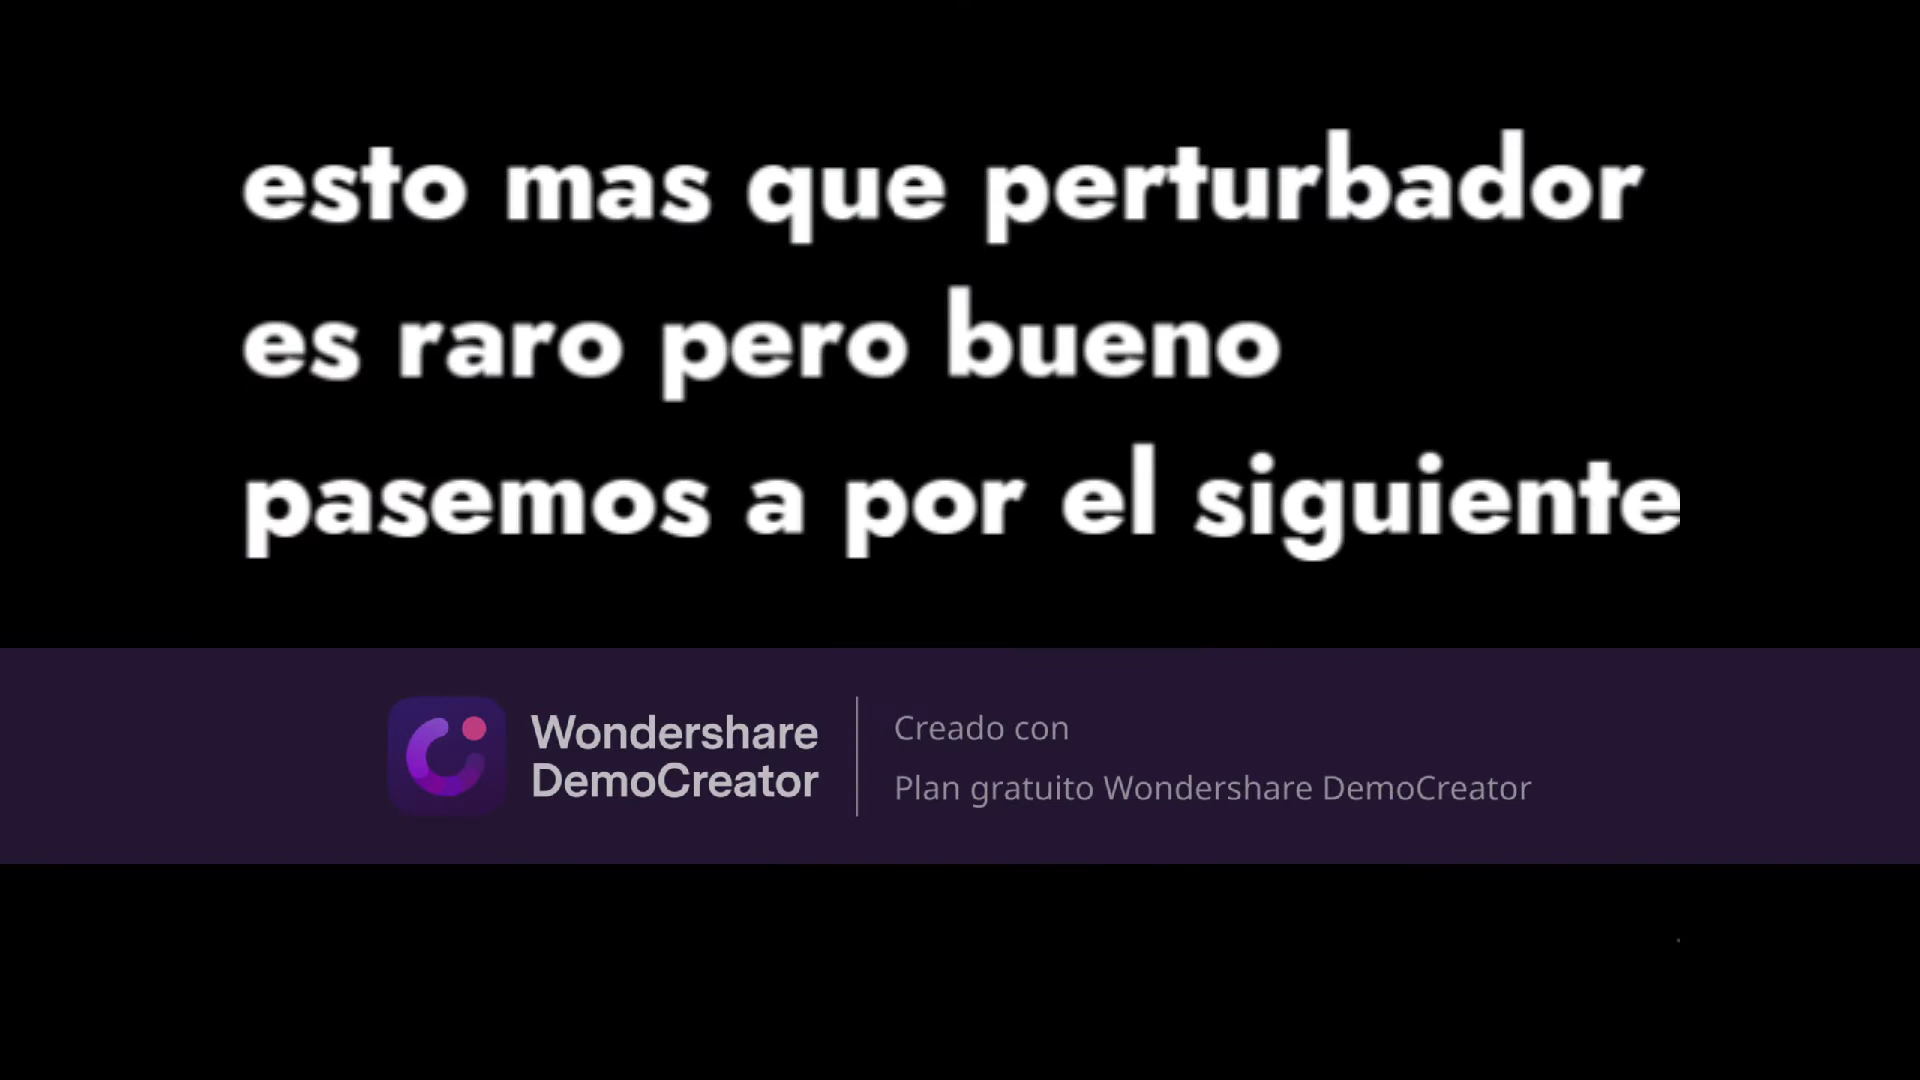 esto mas que perturbador
es raro pero bueno
pasemos a por el siguiente
Wondershare
DemoCreator
Creado con
Plan gratuito Wondershare DemoCreator